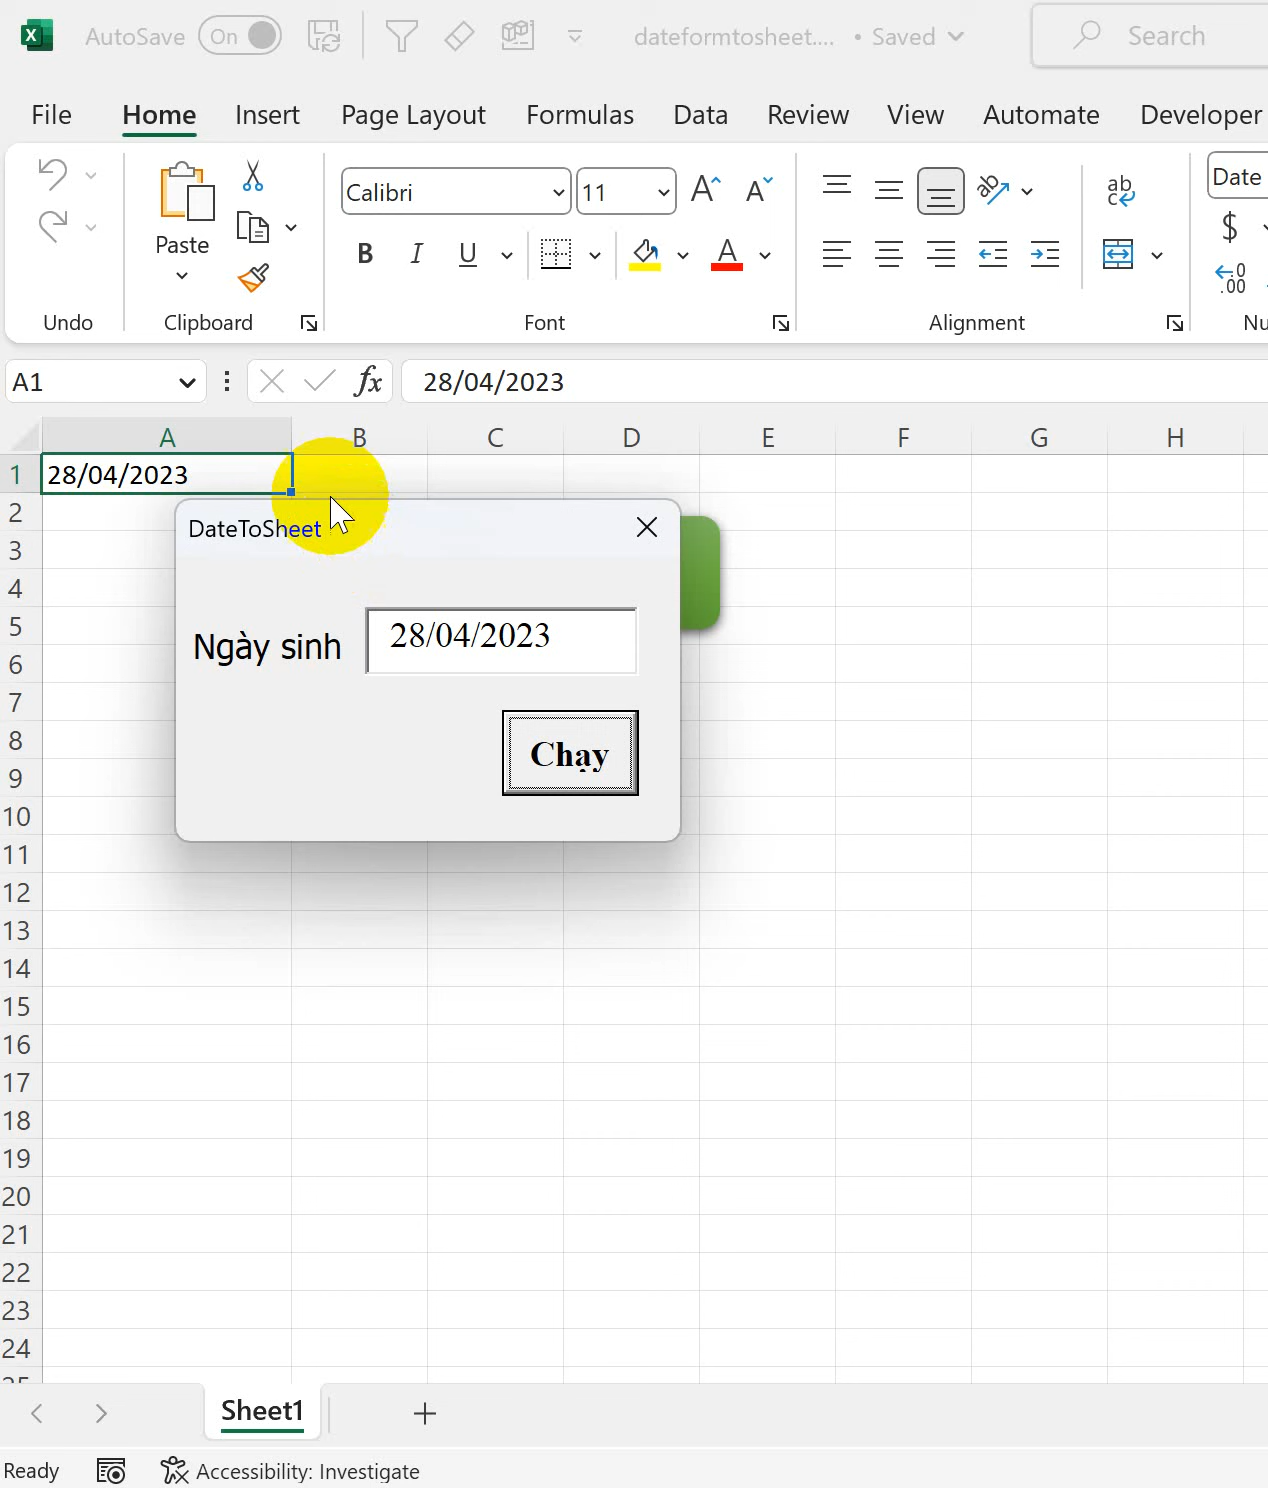 AutoSave On dateformtosheet.... • Saved Search
File Home Insert Page Layout Formulas Data Review View Automate Developer
Paste
Calibri 11
Date
B I U A
$
ab
c
.00
Undo Clipboard Font Alignment
A1 fx 28/04/2023
A B C D E F G H
1 28/04/2023
2
DateToSheet
3
4
5
Ngày sinh 28/04/2023
6
7
8
Chạy
9
10
11
12
13
14
15
16
17
18
19
20
21
22
23
24
Sheet1
Ready Accessibility: Investigate